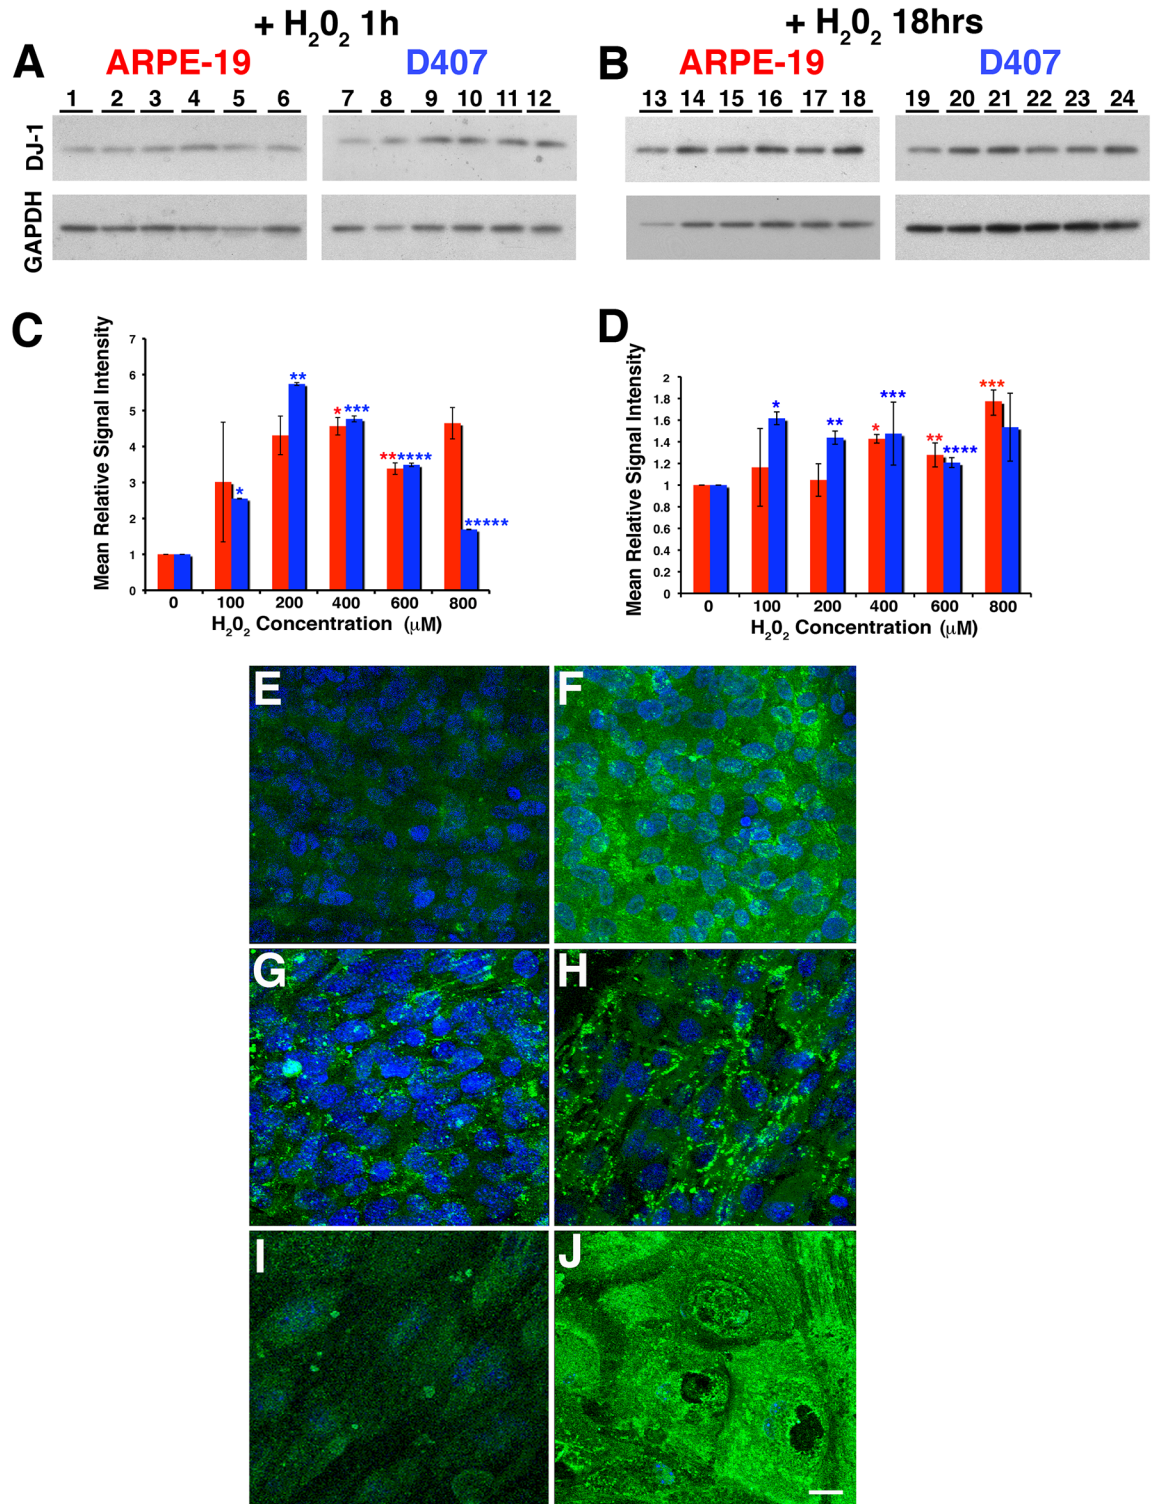 + H2O2 1h
+ H2O2 18hrs
A
ARPE-19
D407
B
ARPE-19
D407
1 2 3 4 5 6 7 8 9 10 11 12
13 14 15 16 17 18 19 20 21 22 23 24
DJ-1
GAPDH
C
Mean Relative Signal Intensity
7
6
5
4
3
2
1
0
*
**
*
***
**
****
*****
0 100 200 400 600 800
H2O2 Concentration (μM)
D
Mean Relative Signal Intensity
2
1.8
1.6
1.4
1.2
1
0.8
0.6
0.4
0.2
0
*
**
*
***
**
****
***
0 100 200 400 600 800
H2O2 Concentration (μM)
E
F
G
H
I
J